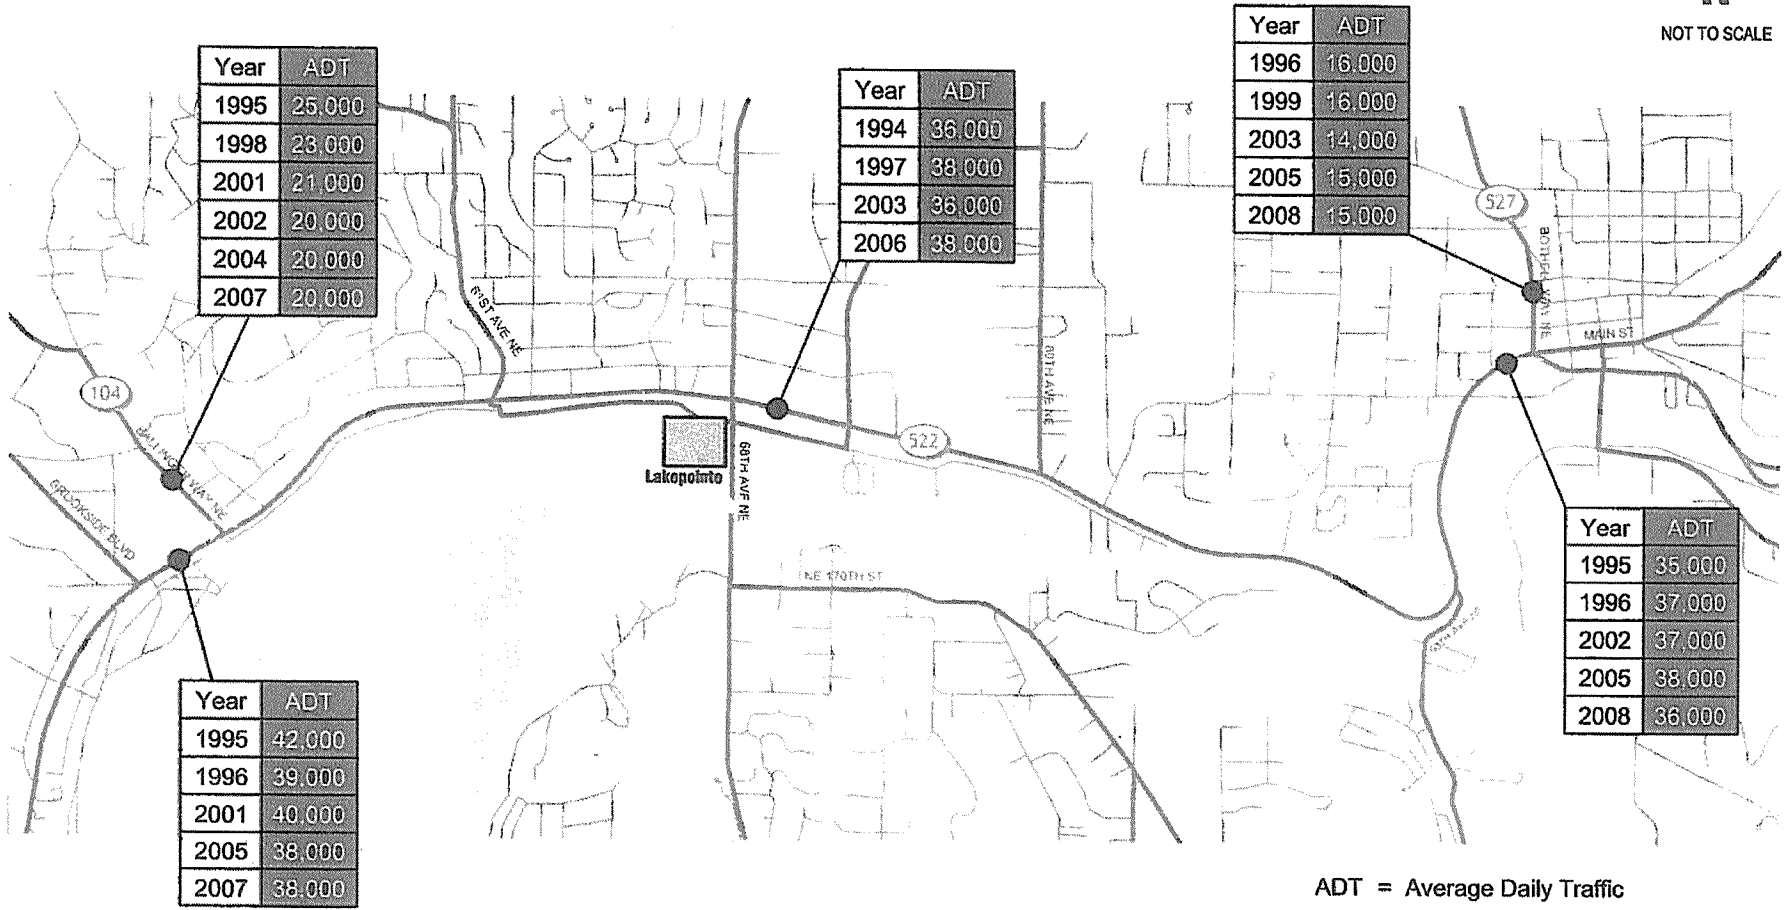 NOT TO SCALE
Year ADT
1995 25,000
1998 23,000
2001 21,000
2002 20,000
2004 20,000
2007 20,000
Year ADT
1994 36,000
1997 38,000
2003 36,000
2006 38,000
Year ADT
1996 16,000
1999 16,000
2003 14,000
2005 15,000
2008 15,000
527
BOTHELL WAY NE
MAIN ST
61ST AVE NE
80TH AVE NE
104
BALLINGER WAY NE
BROOKSIDE BLVD
522
Lakepointe
68TH AVE NE
NE 170TH ST
Year ADT
1995 42,000
1996 39,000
2001 40,000
2005 38,000
2007 38,000
Year ADT
1995 35,000
1996 37,000
2002 37,000
2005 38,000
2008 36,000
ADT = Average Daily Traffic